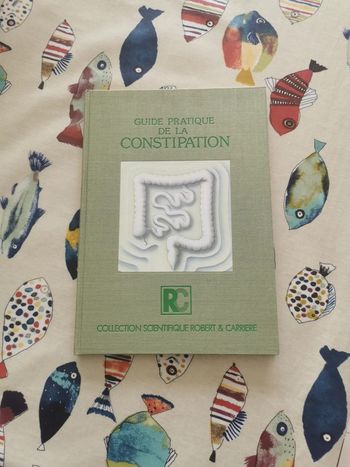 GUIDE PRATIQUE
DE LA
CONSTIPATION
RC
COLLECTION SCIENTIFIQUE ROBERT & CARRIERE